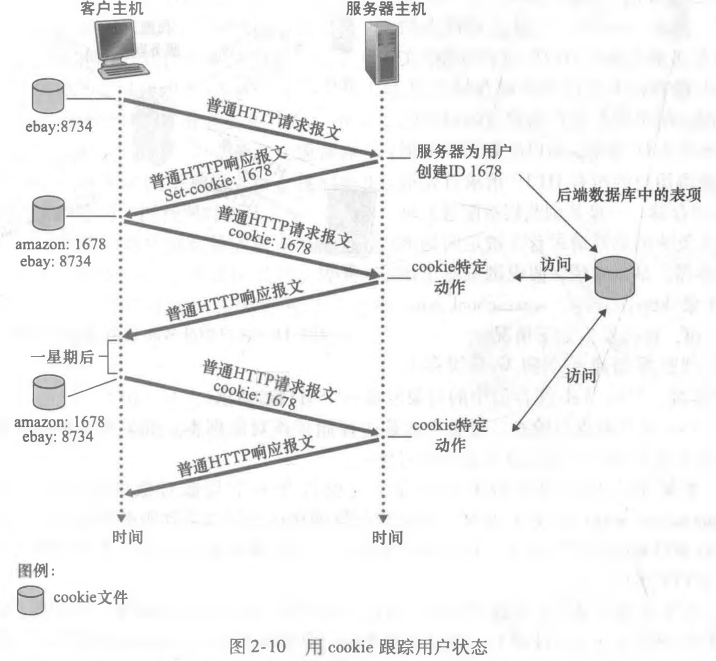 客户主机
服务器主机
ebay:8734
普通HTTP请求报文
服务器为用户
创建ID 1678
普通HTTP响应报文
Set-cookie: 1678
后端数据库中的表项
amazon: 1678
ebay: 8734
普通HTTP请求报文
cookie: 1678
cookie特定
动作
访问
普通HTTP响应报文
一星期后
普通HTTP请求报文
cookie: 1678
访问
amazon: 1678
ebay: 8734
cookie特定
动作
普通HTTP响应报文
时间
时间
图例：
cookie文件
图 2-10 用 cookie 跟踪用户状态